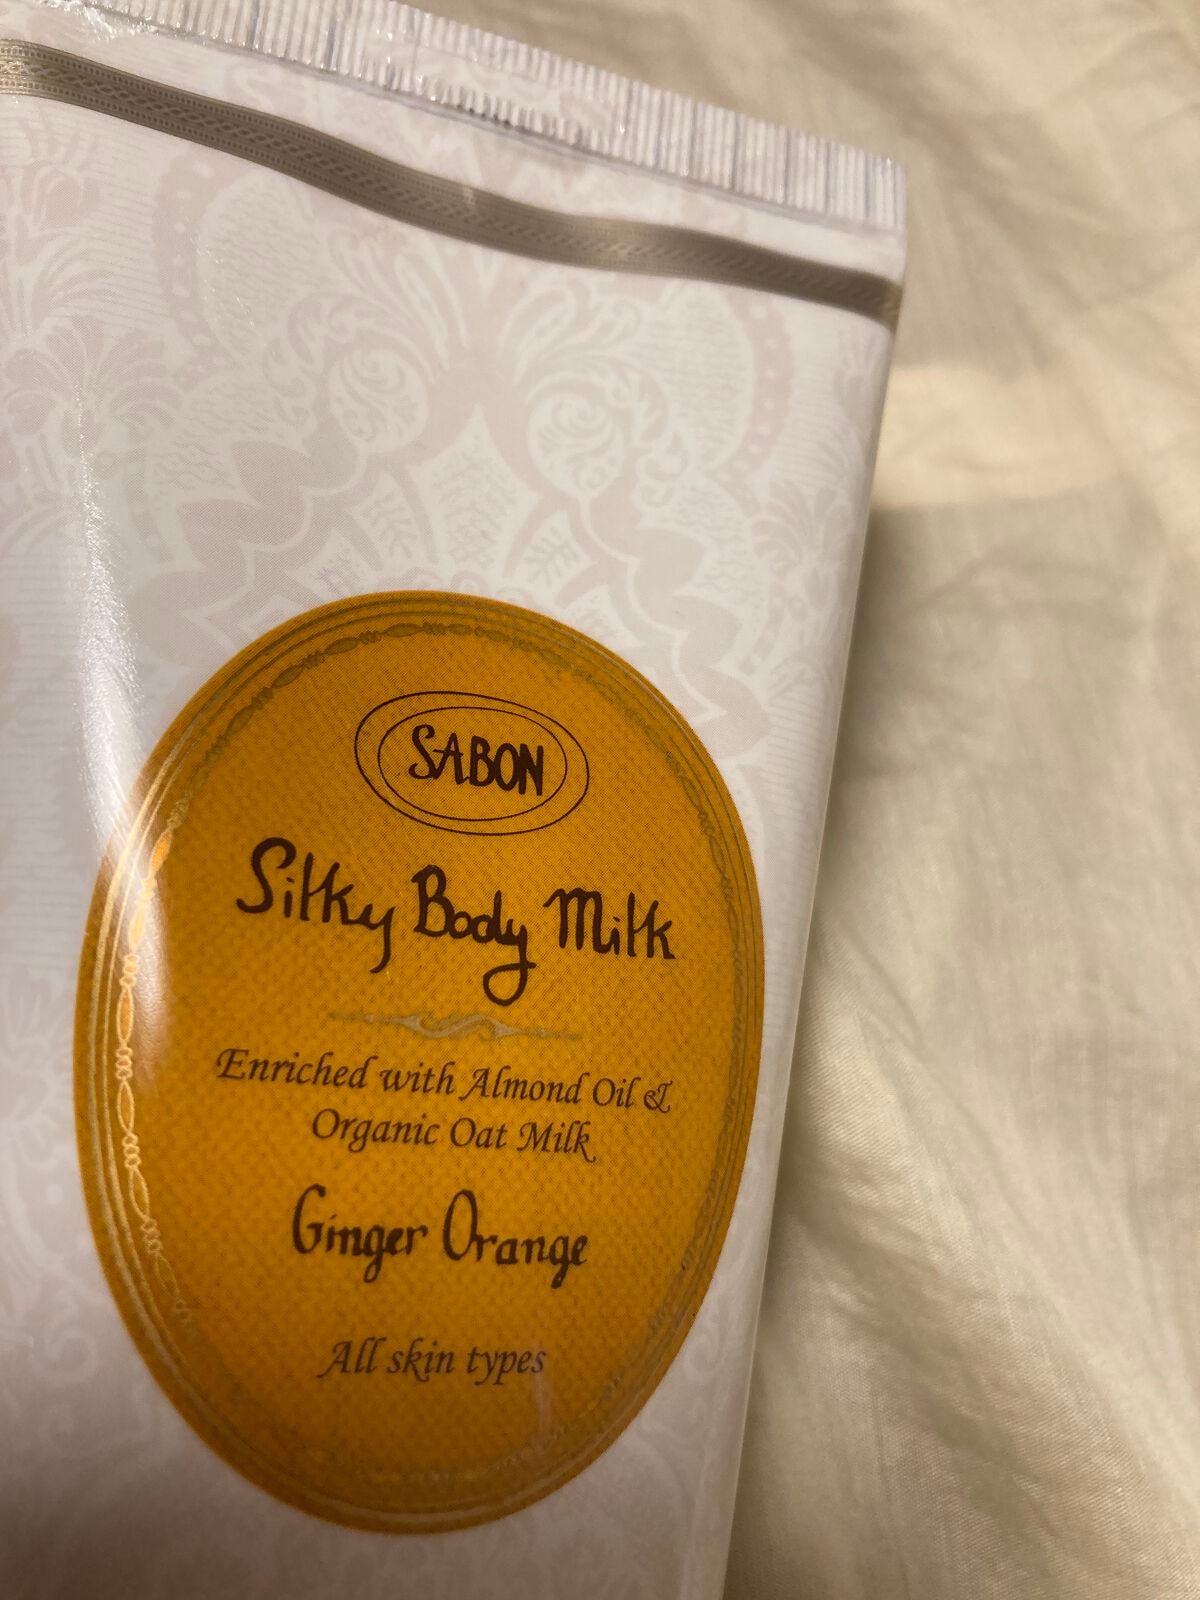 SABON
Silky Body Milk
Enriched with Almond Oil &
Organic Oat Milk
Ginger Orange
All skin types